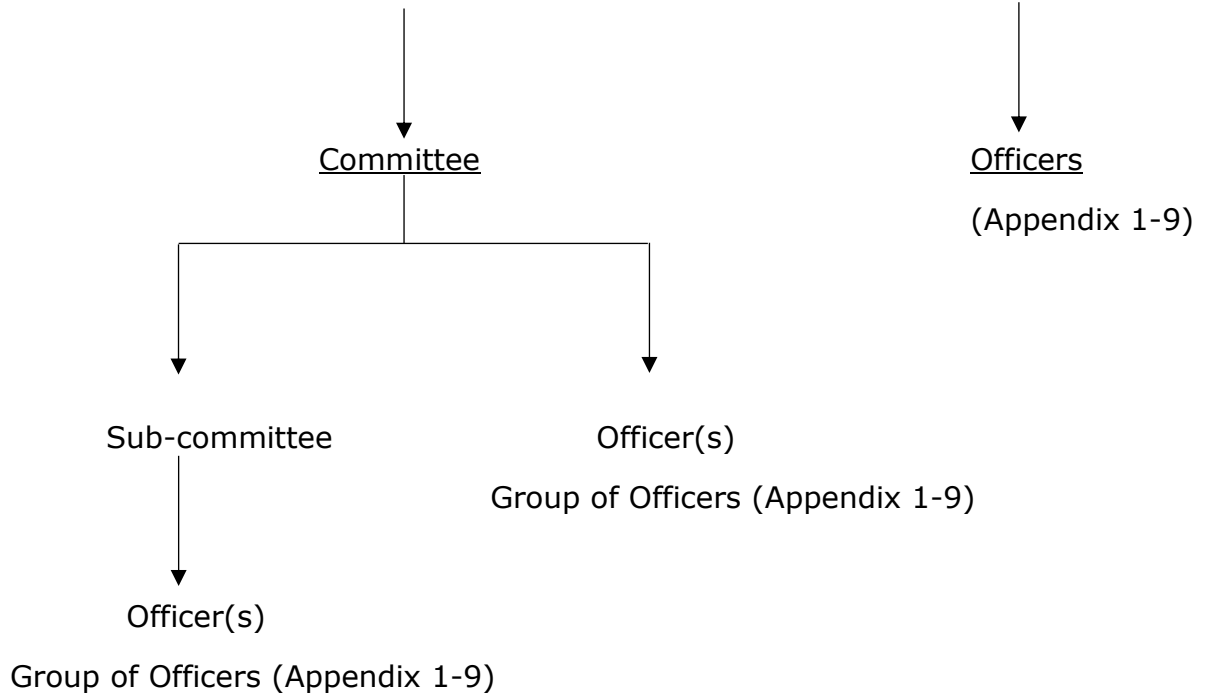 Committee
Officers
(Appendix 1-9)
Sub-committee
Officer(s)
Group of Officers (Appendix 1-9)
Officer(s)
Group of Officers (Appendix 1-9)